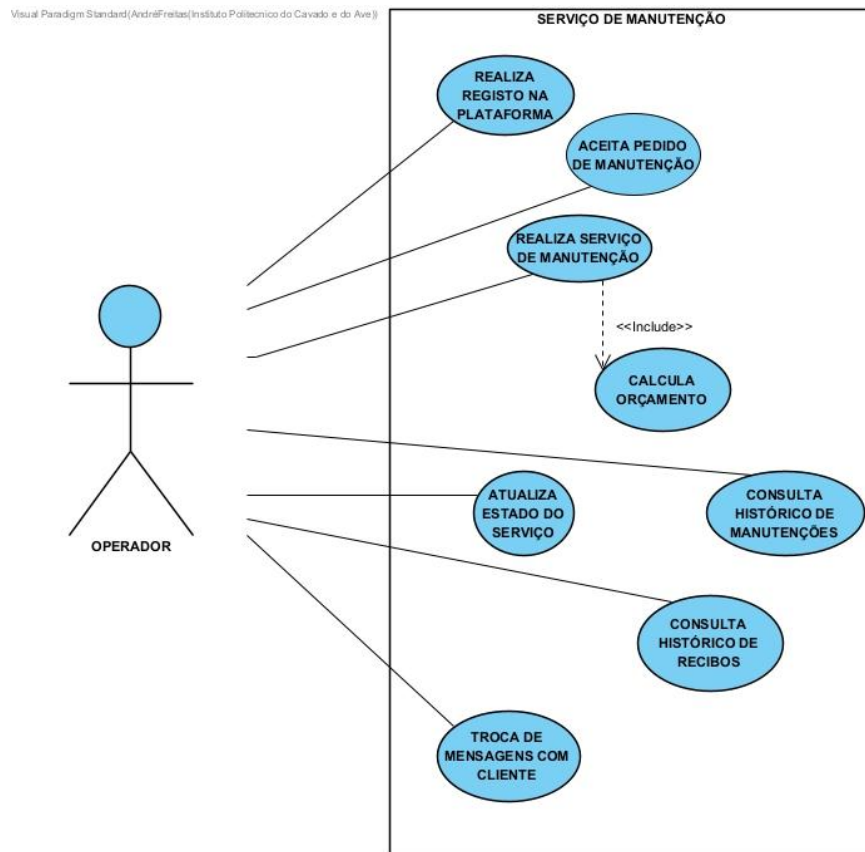 Visual Paradigm Standard(AndréFreitas(Instituto Politecnico do Cavado e do Ave))
SERVIÇO DE MANUTENÇÃO
REALIZA
REGISTO NA
PLATAFORMA
ACEITA PEDIDO
DE MANUTENÇÃO
REALIZA SERVIÇO
DE MANUTENÇÃO
<<Include>>
CALCULA
ORÇAMENTO
ATUALIZA
ESTADO DO
SERVIÇO
CONSULTA
HISTÓRICO DE
MANUTENÇÕES
OPERADOR
CONSULTA
HISTÓRICO DE
RECIBOS
TROCA DE
MENSAGENS COM
CLIENTE